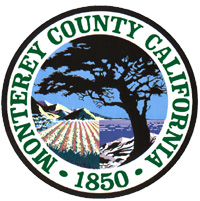 MONTEREY COUNTY CALIFORNIA
• 1850 •